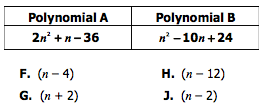 Polynomial A Polynomial B
2n² + n – 36 n² – 10n + 24
F. (n – 4) H. (n – 12)
G. (n + 2) J. (n – 2)